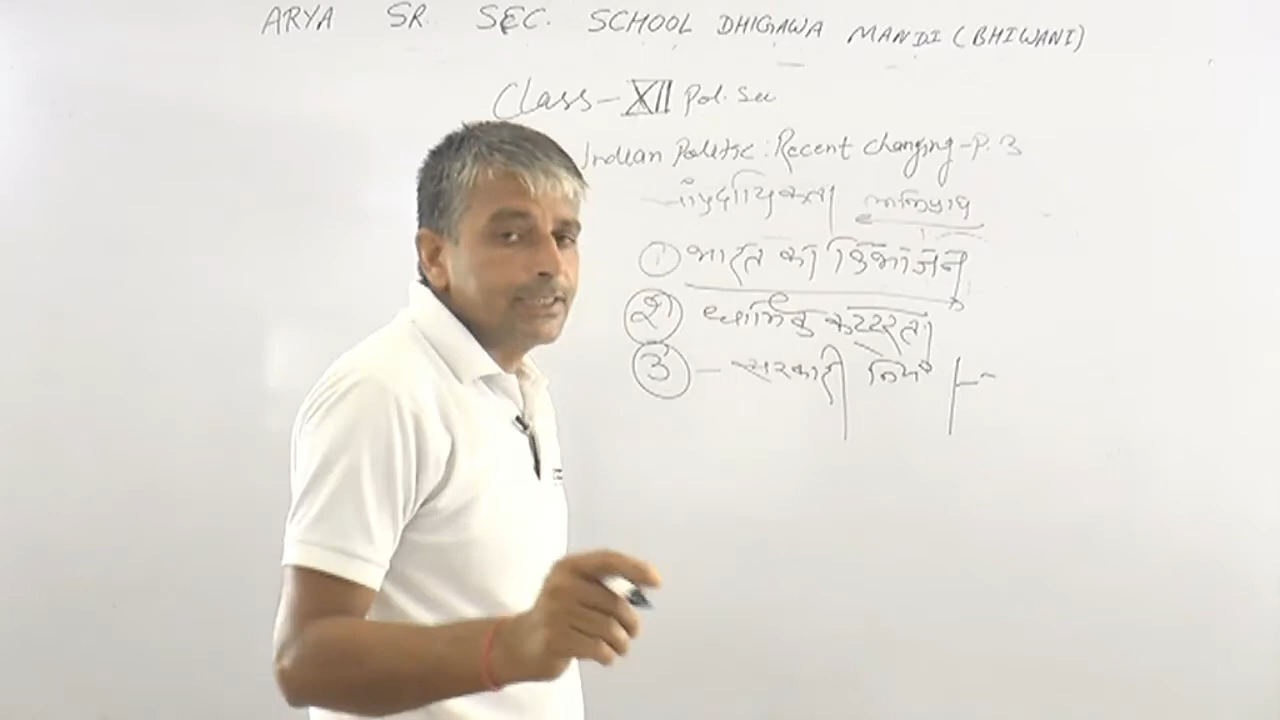 ARYA SR. SEC. SCHOOL DHIGAWA MANDI (BHIWANI)
Class - XII Pol. Sec
Indian Politic : Recent changing - P. 3
सांप्रदायिकता
① भारत का विभाजन
② धार्मिक कट्टरता
③ - सरकारी